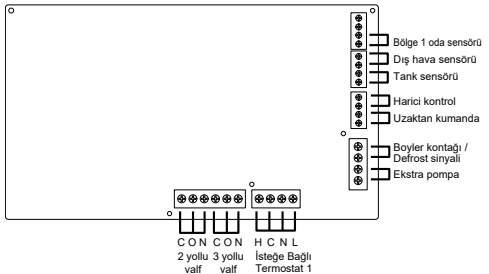 Bölge 1 oda sensörü
Dış hava sensörü
Tank sensörü
Harici kontrol
Uzaktan kumanda
Boyler kontağı /
Defrost sinyali
Ekstra pompa
C O N C O N H C N L
2 yollu 3 yollu İsteğe Bağlı
valf valf Termostat 1